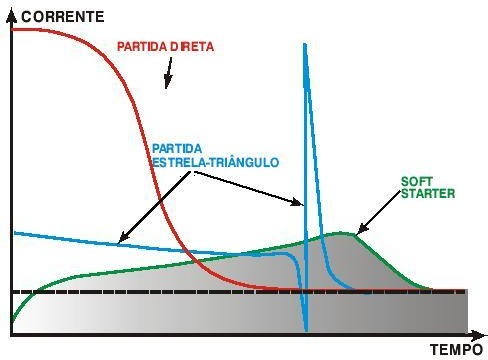 CORRENTE
PARTIDA DIRETA
PARTIDA
ESTRELA-TRIÂNGULO
SOFT
STARTER
TEMPO